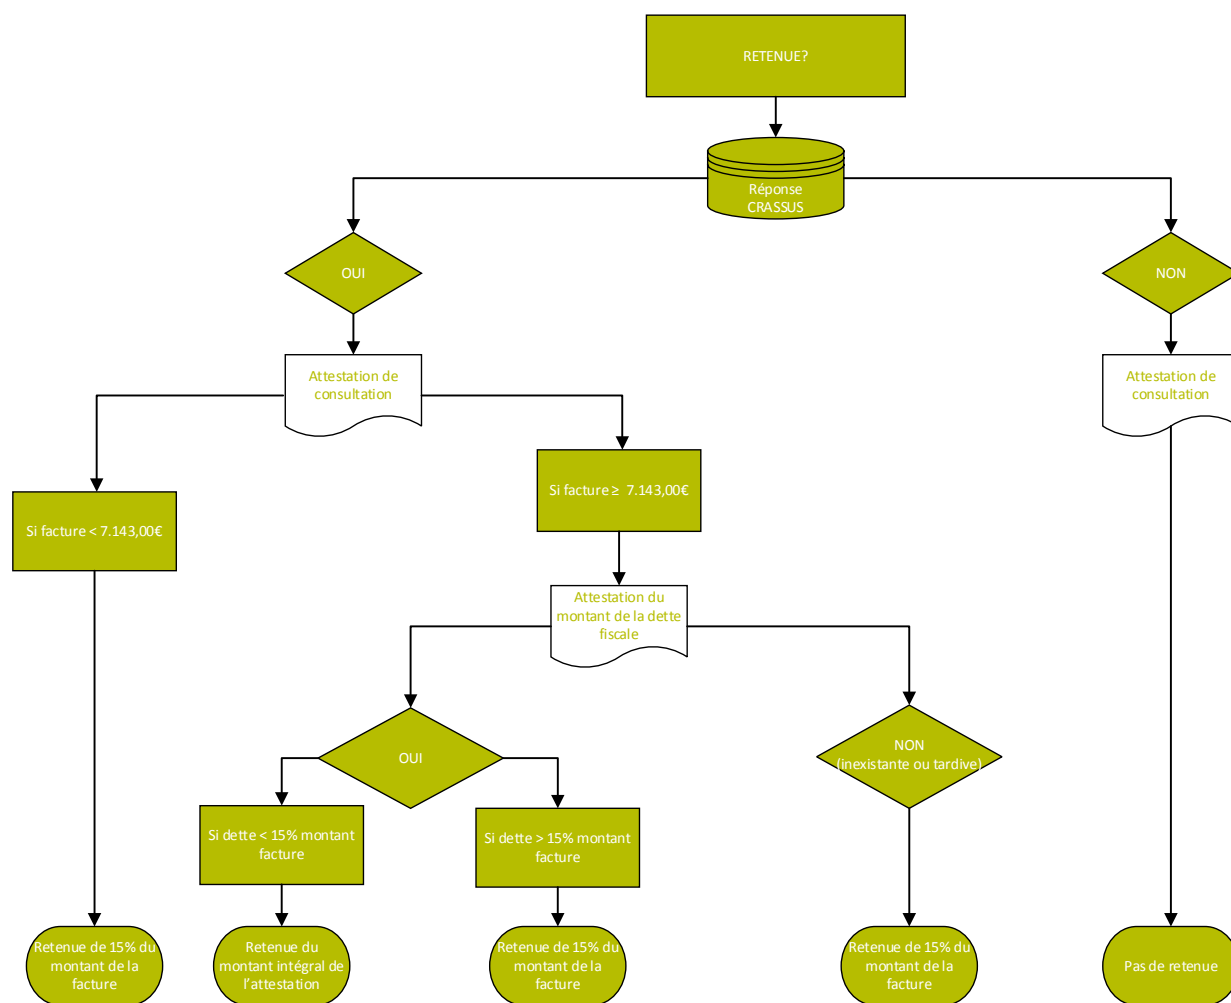 RETENUE?
Réponse
CRASSUS
OUI
NON
Attestation de
consultation
Attestation de
consultation
Si facture < 7.143,00€
Si facture ≥ 7.143,00€
Attestation du
montant de la dette
fiscale
OUI
NON
(inexistante ou tardive)
Si dette < 15% montant
facture
Si dette > 15% montant
facture
Retenue de 15% du
montant de la
facture
Retenue du
montant intégral de
l’attestation
Retenue de 15% du
montant de la
facture
Retenue de 15% du
montant de la
facture
Pas de retenue